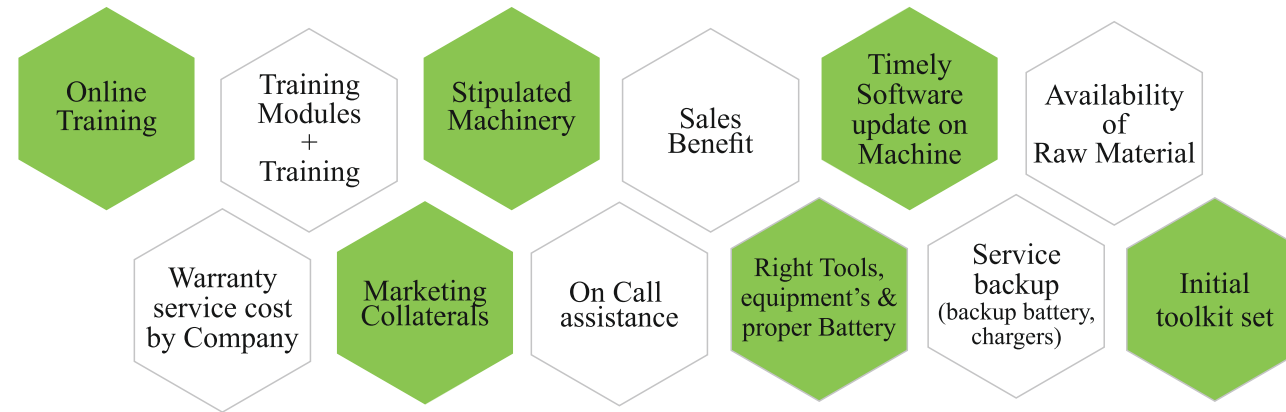 Online
Training
Training
Modules
+
Training
Stipulated
Machinery
Sales
Benefit
Timely
Software
update on
Machine
Availability
of
Raw Material
Warranty
service cost
by Company
Marketing
Collaterals
On Call
assistance
Right Tools,
equipment’s &
proper Battery
Service
backup
(backup battery,
chargers)
Initial
toolkit set